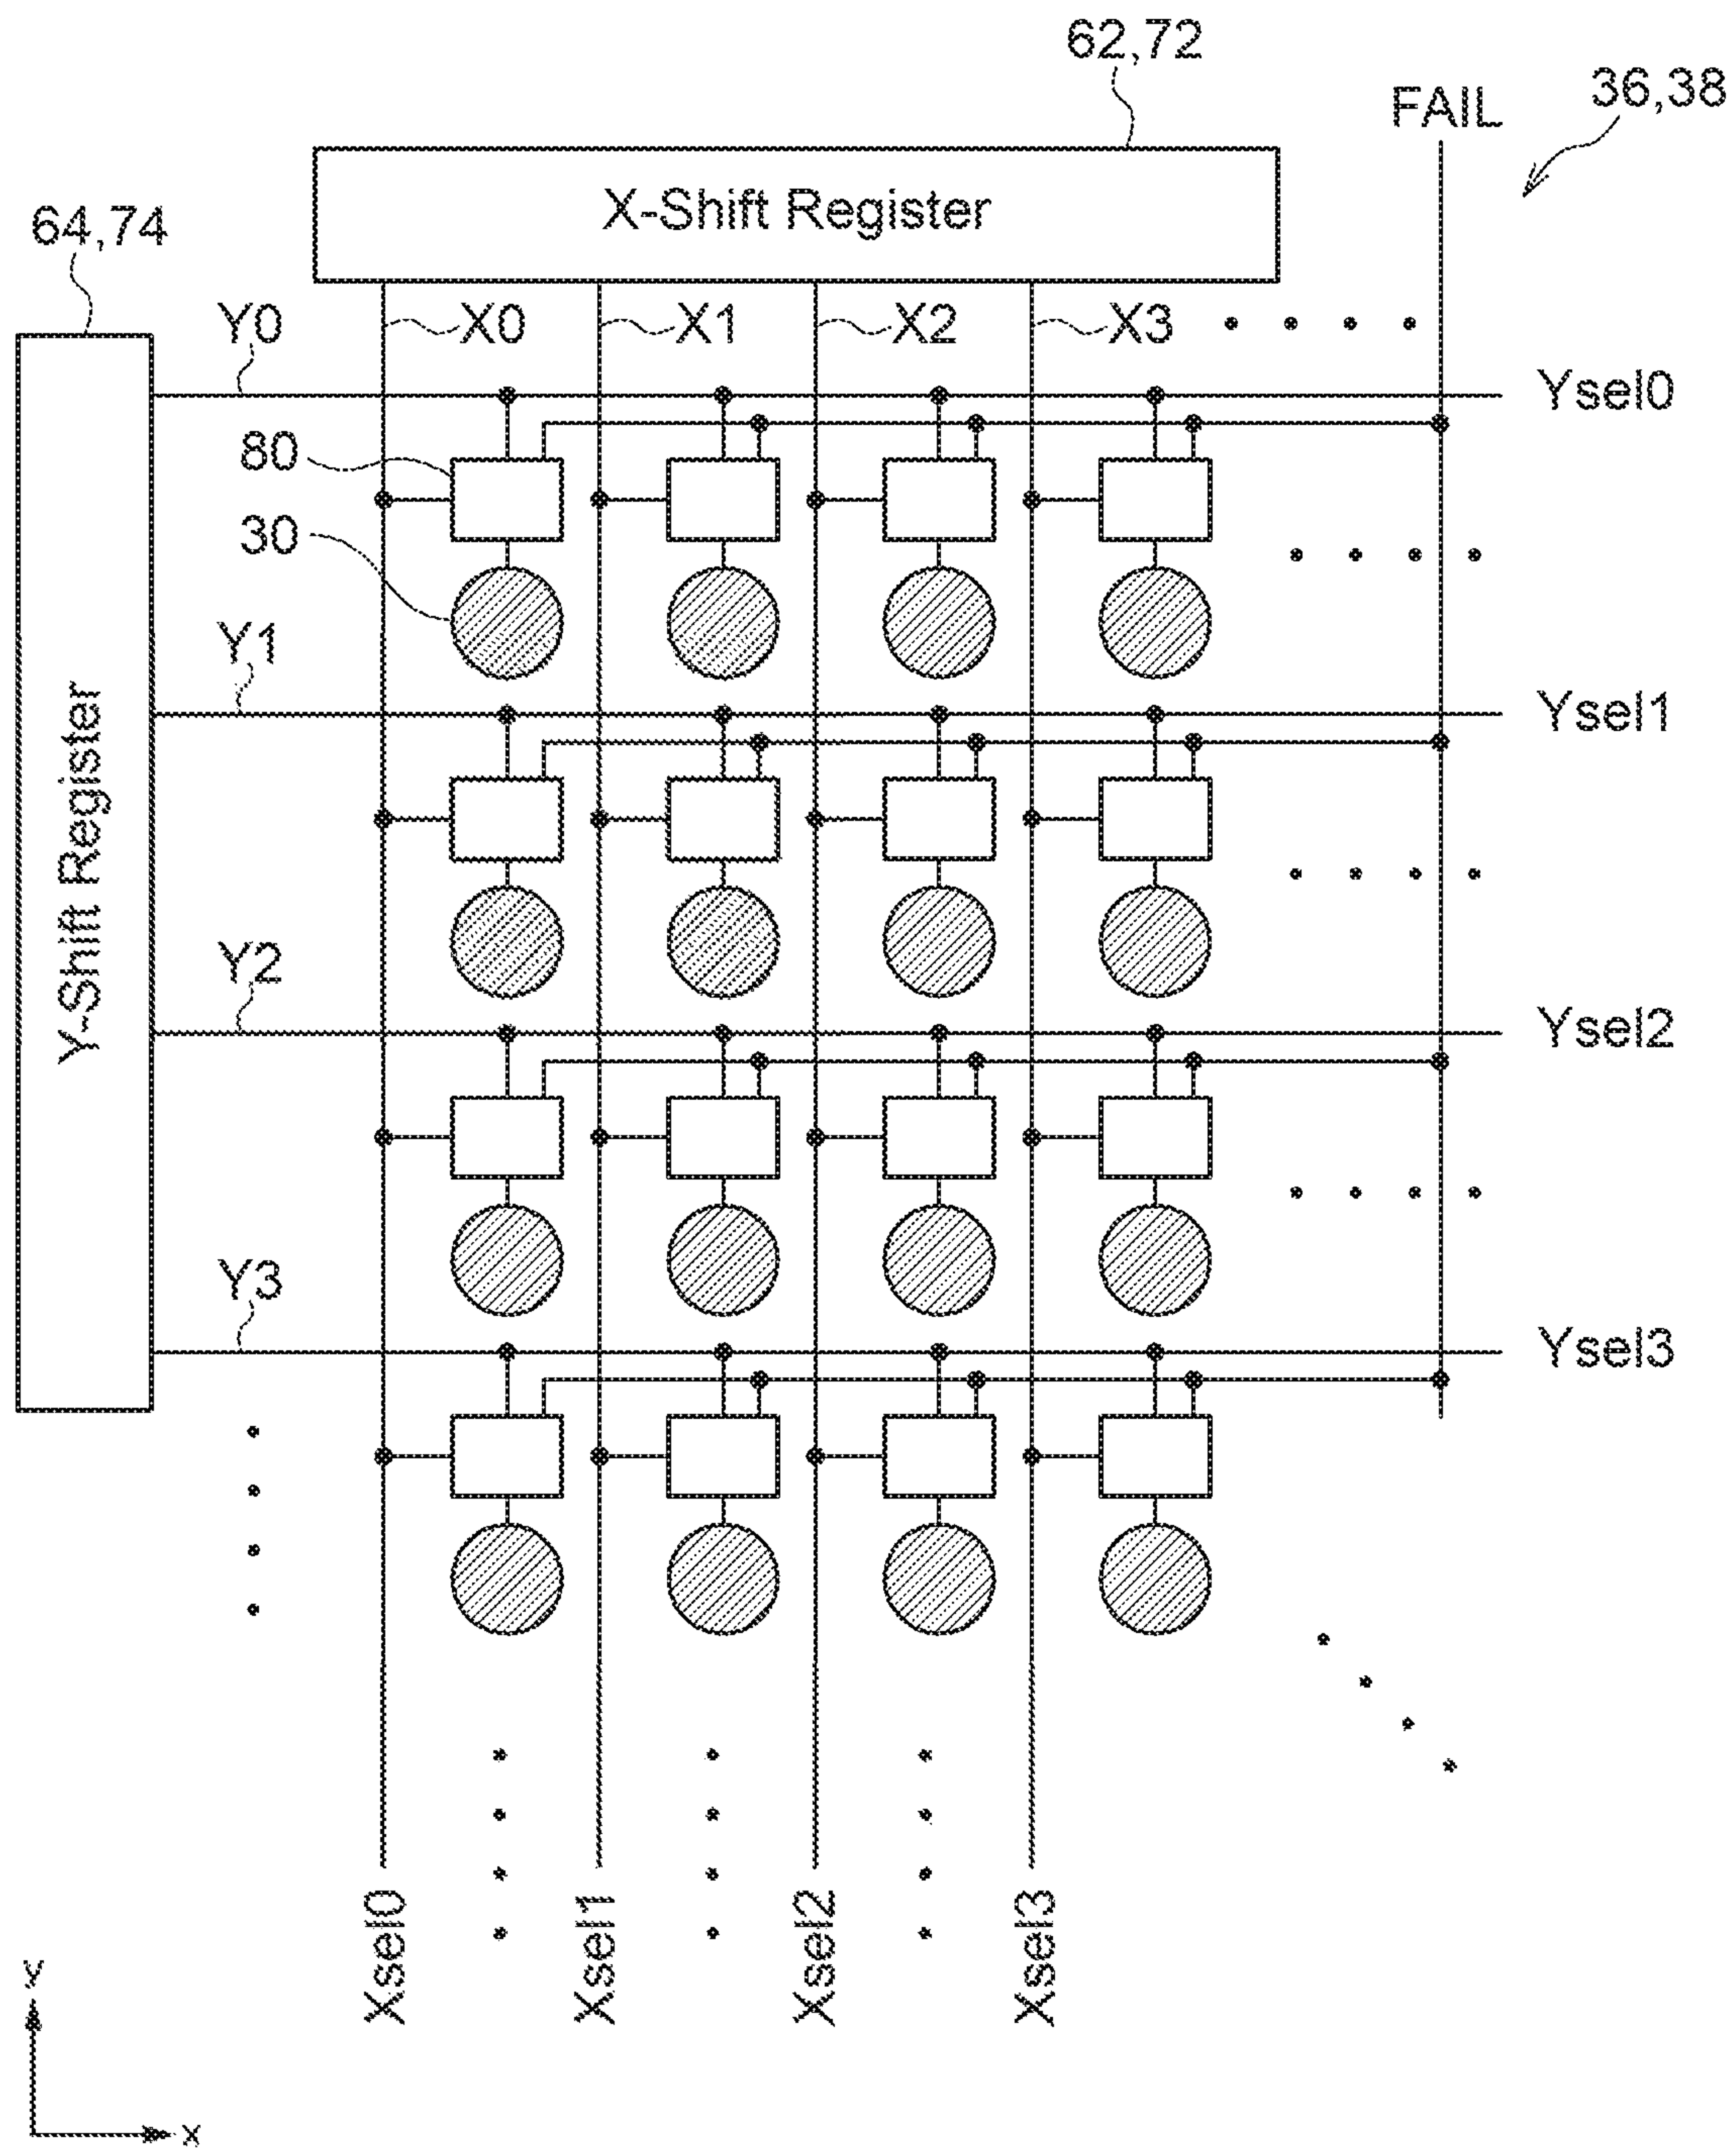 62,72
36,38
FAIL
X-Shift Register
64,74
Y0
X0
X1
X2
X3
Ysel0
80
30
Y1
Ysel1
Y-Shift Register
Y2
Ysel2
Y3
Ysel3
Xsel0
Xsel1
Xsel2
Xsel3
y
x